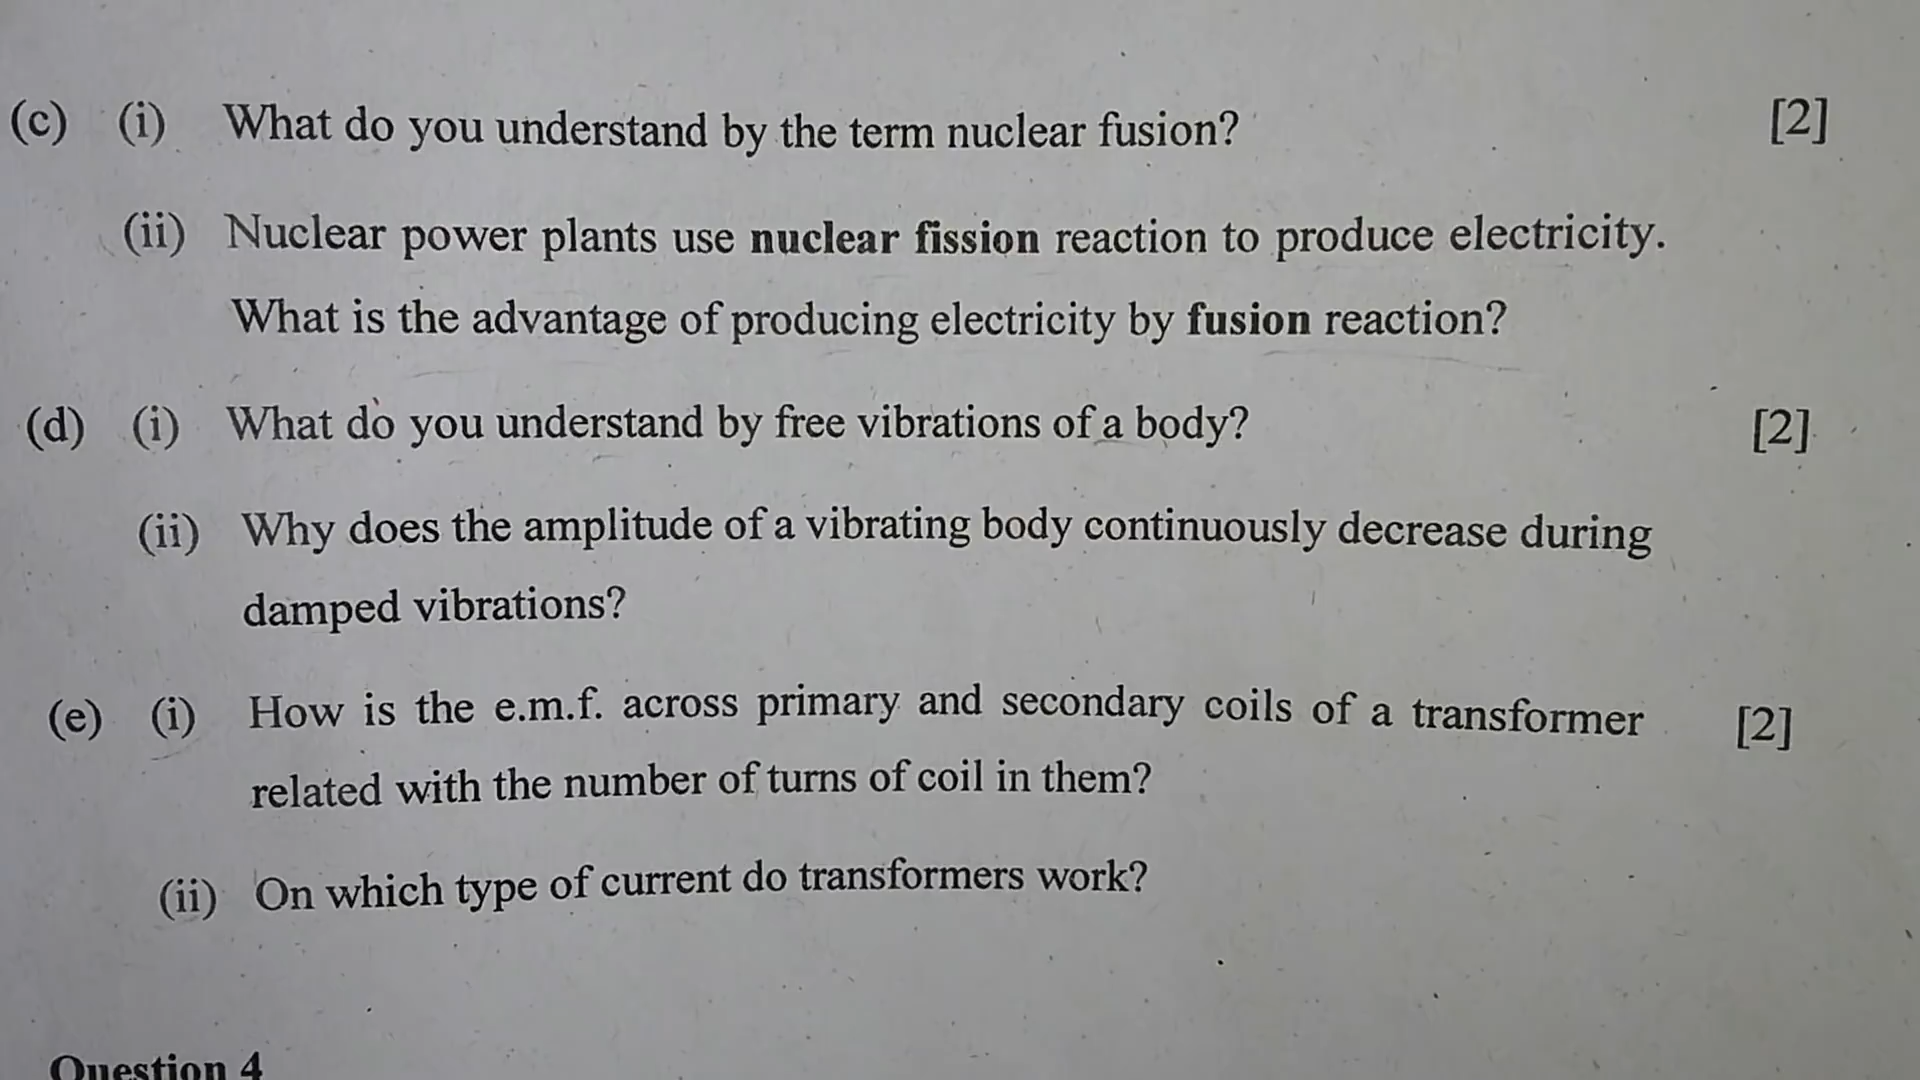 (c) (i) What do you understand by the term nuclear fusion? [2]
(ii) Nuclear power plants use nuclear fission reaction to produce electricity.
What is the advantage of producing electricity by fusion reaction?
(d) (i) What do you understand by free vibrations of a body? [2]
(ii) Why does the amplitude of a vibrating body continuously decrease during
damped vibrations?
(e) (i) How is the e.m.f. across primary and secondary coils of a transformer [2]
related with the number of turns of coil in them?
(ii) On which type of current do transformers work?
Question 4